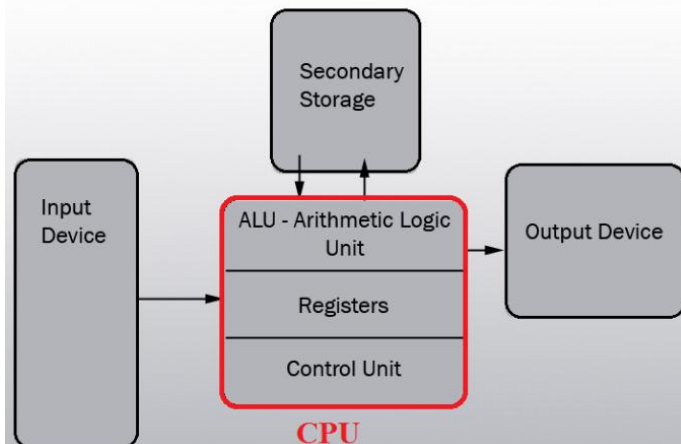 Secondary
Storage
Input
Device
ALU - Arithmetic Logic
Unit
Registers
Control Unit
Output Device
CPU